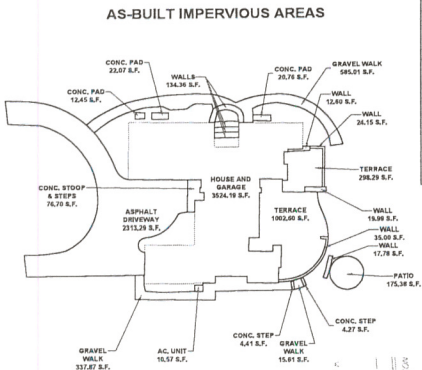 AS-BUILT IMPERVIOUS AREAS
CONC. PAD
22,07 S.F.
WALLS
134.36 S.F.
CONC. PAD
20,76 S.F.
GRAVEL WALK
585.01 S.F.
CONC. PAD
12,45 S.F.
WALL
12,60 S.F.
WALL
24.15 S.F.
CONC. STOOP
& STEPS
76,70 S.F.
HOUSE AND
GARAGE
3524.19 S.F.
TERRACE
298,29 S.F.
ASPHALT
DRIVEWAY
2313,29 S.F.
TERRACE
1002,60 S.F.
WALL
19.99 S.F.
WALL
35,00 S.F.
WALL
17,78 S.F.
PATIO
175,38 S.F.
CONC. STEP
4.27 S.F.
CONC. STEP
4,41 S.F.
GRAVEL
WALK
15.61 S.F.
GRAVEL
WALK
337.87 S.F.
AC. UNIT
10,57 S.F.